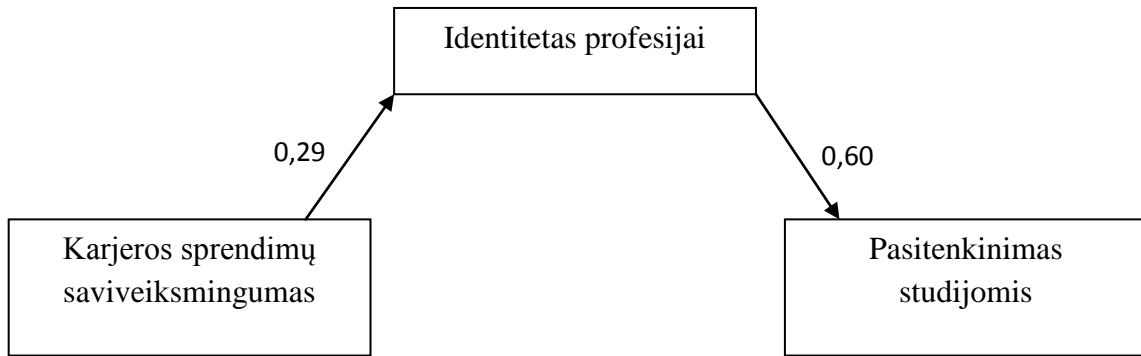 Identitetas profesijai
0,29
0,60
Karjeros sprendimų
saviveiksmingumas
Pasitenkinimas
studijomis